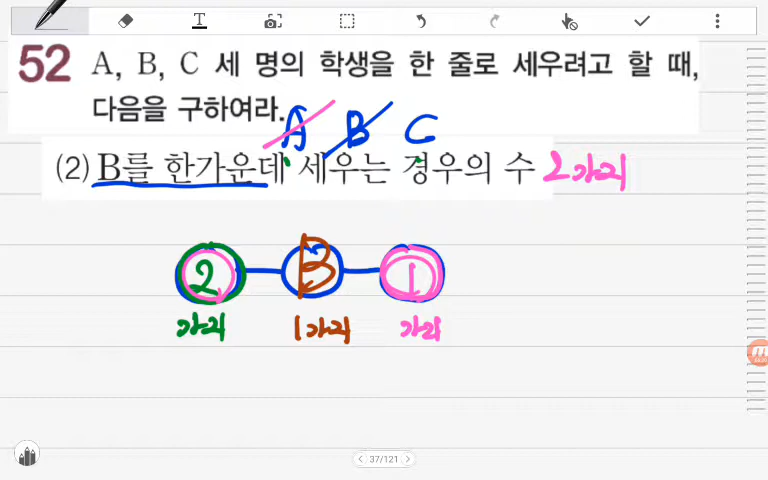 52 A, B, C 세 명의 학생을 한 줄로 세우려고 할 때,
다음을 구하여라.
A B C
(2) B를 한가운데 세우는 경우의 수 2가지
2 B 1
가지 1가지 가지
37/121